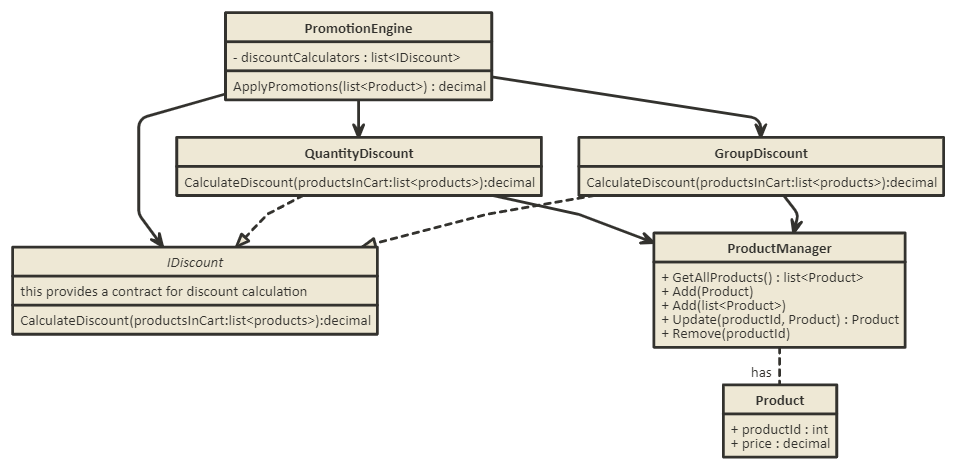 PromotionEngine
- discountCalculators : list<IDiscount>
ApplyPromotions(list<Product>) : decimal
QuantityDiscount
CalculateDiscount(productsInCart:list<products>):decimal
GroupDiscount
CalculateDiscount(productsInCart:list<products>):decimal
IDiscount
this provides a contract for discount calculation
CalculateDiscount(productsInCart:list<products>):decimal
ProductManager
+ GetAllProducts() : list<Product>
+ Add(Product)
+ Add(list<Product>)
+ Update(productId, Product) : Product
+ Remove(productId)
has
Product
+ productId : int
+ price : decimal